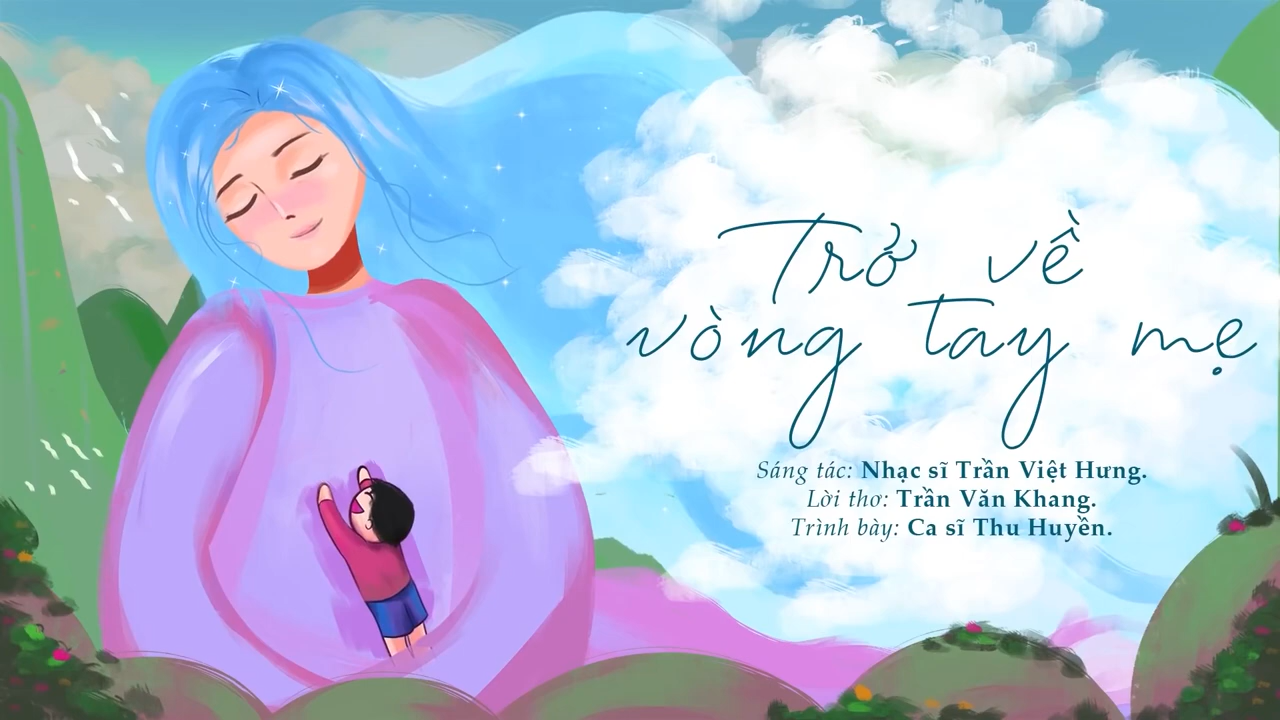 Trở về
vòng tay mẹ
Sáng tác: Nhạc sĩ Trần Việt Hưng.
Lời thơ: Trần Văn Khang.
Trình bày: Ca sĩ Thu Huyền.